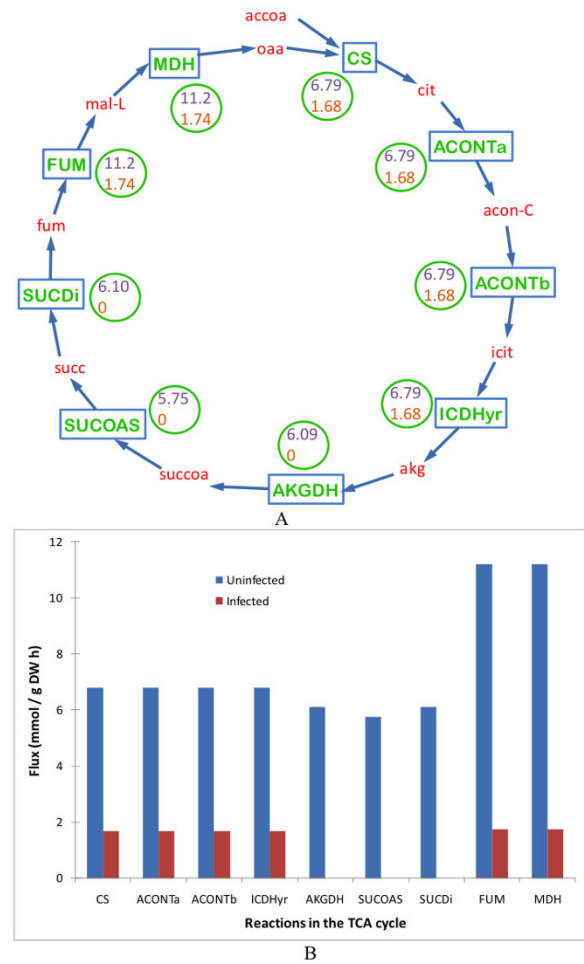 accoa
oaa
CS
6.79
1.68
cit
ACONTa
6.79
1.68
acon-C
ACONTb
6.79
1.68
icit
ICDHyr
6.79
1.68
akg
AKGDH
6.09
0
succoa
SUCOAS
5.75
0
succ
SUCDi
6.10
0
fum
FUM
11.2
1.74
mal-L
MDH
11.2
1.74
A
Uninfected
Infected
Flux (mmol / g DW h)
12
10
8
6
4
2
0
CS ACONTa ACONTb ICDHyr AKGDH SUCOAS SUCDi FUM MDH
Reactions in the TCA cycle
B